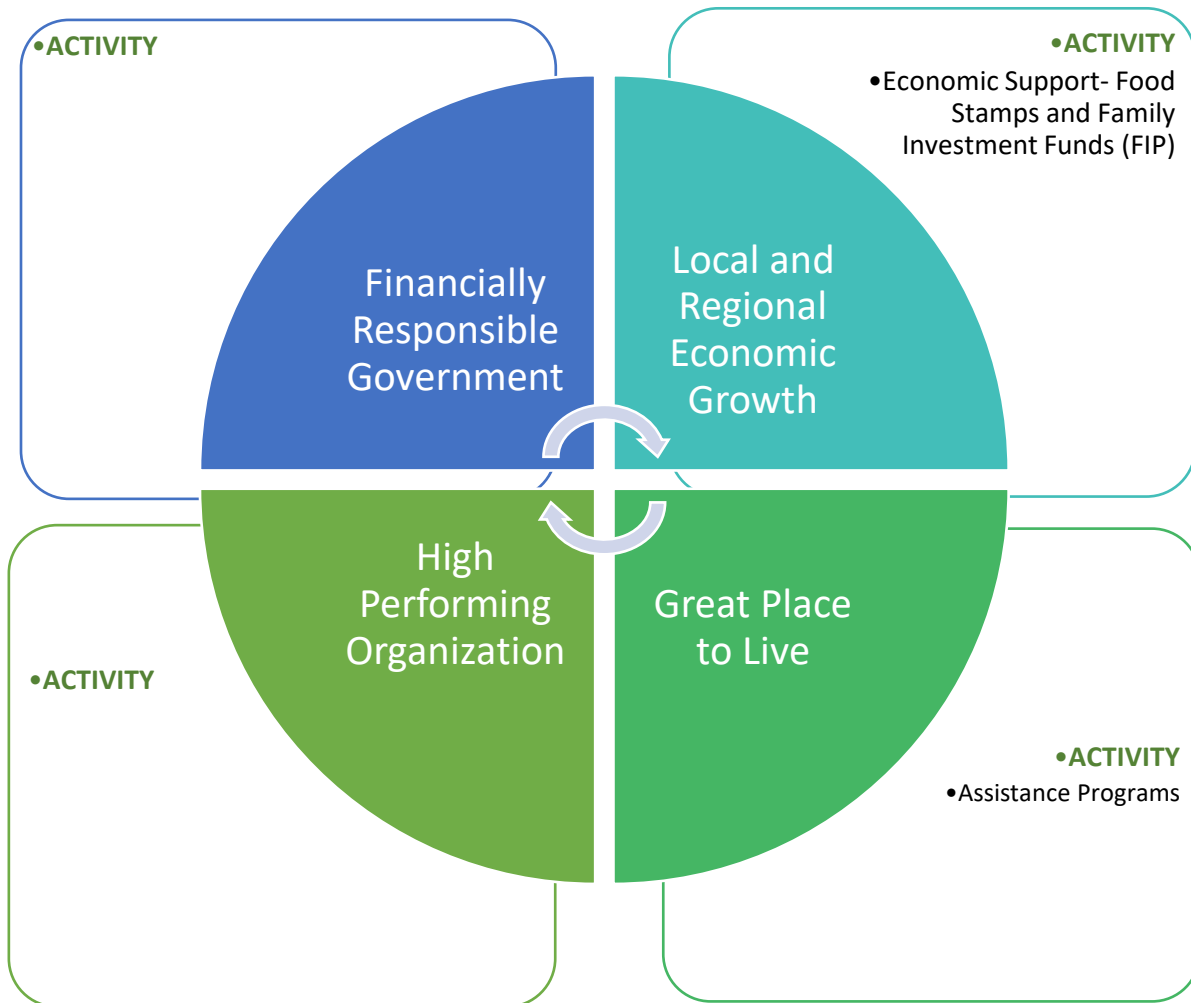 •ACTIVITY
•ACTIVITY
•Economic Support- Food
Stamps and Family
Investment Funds (FIP)
Financially
Responsible
Government
Local and
Regional
Economic
Growth
High
Performing
Organization
Great Place
to Live
•ACTIVITY
•ACTIVITY
•Assistance Programs